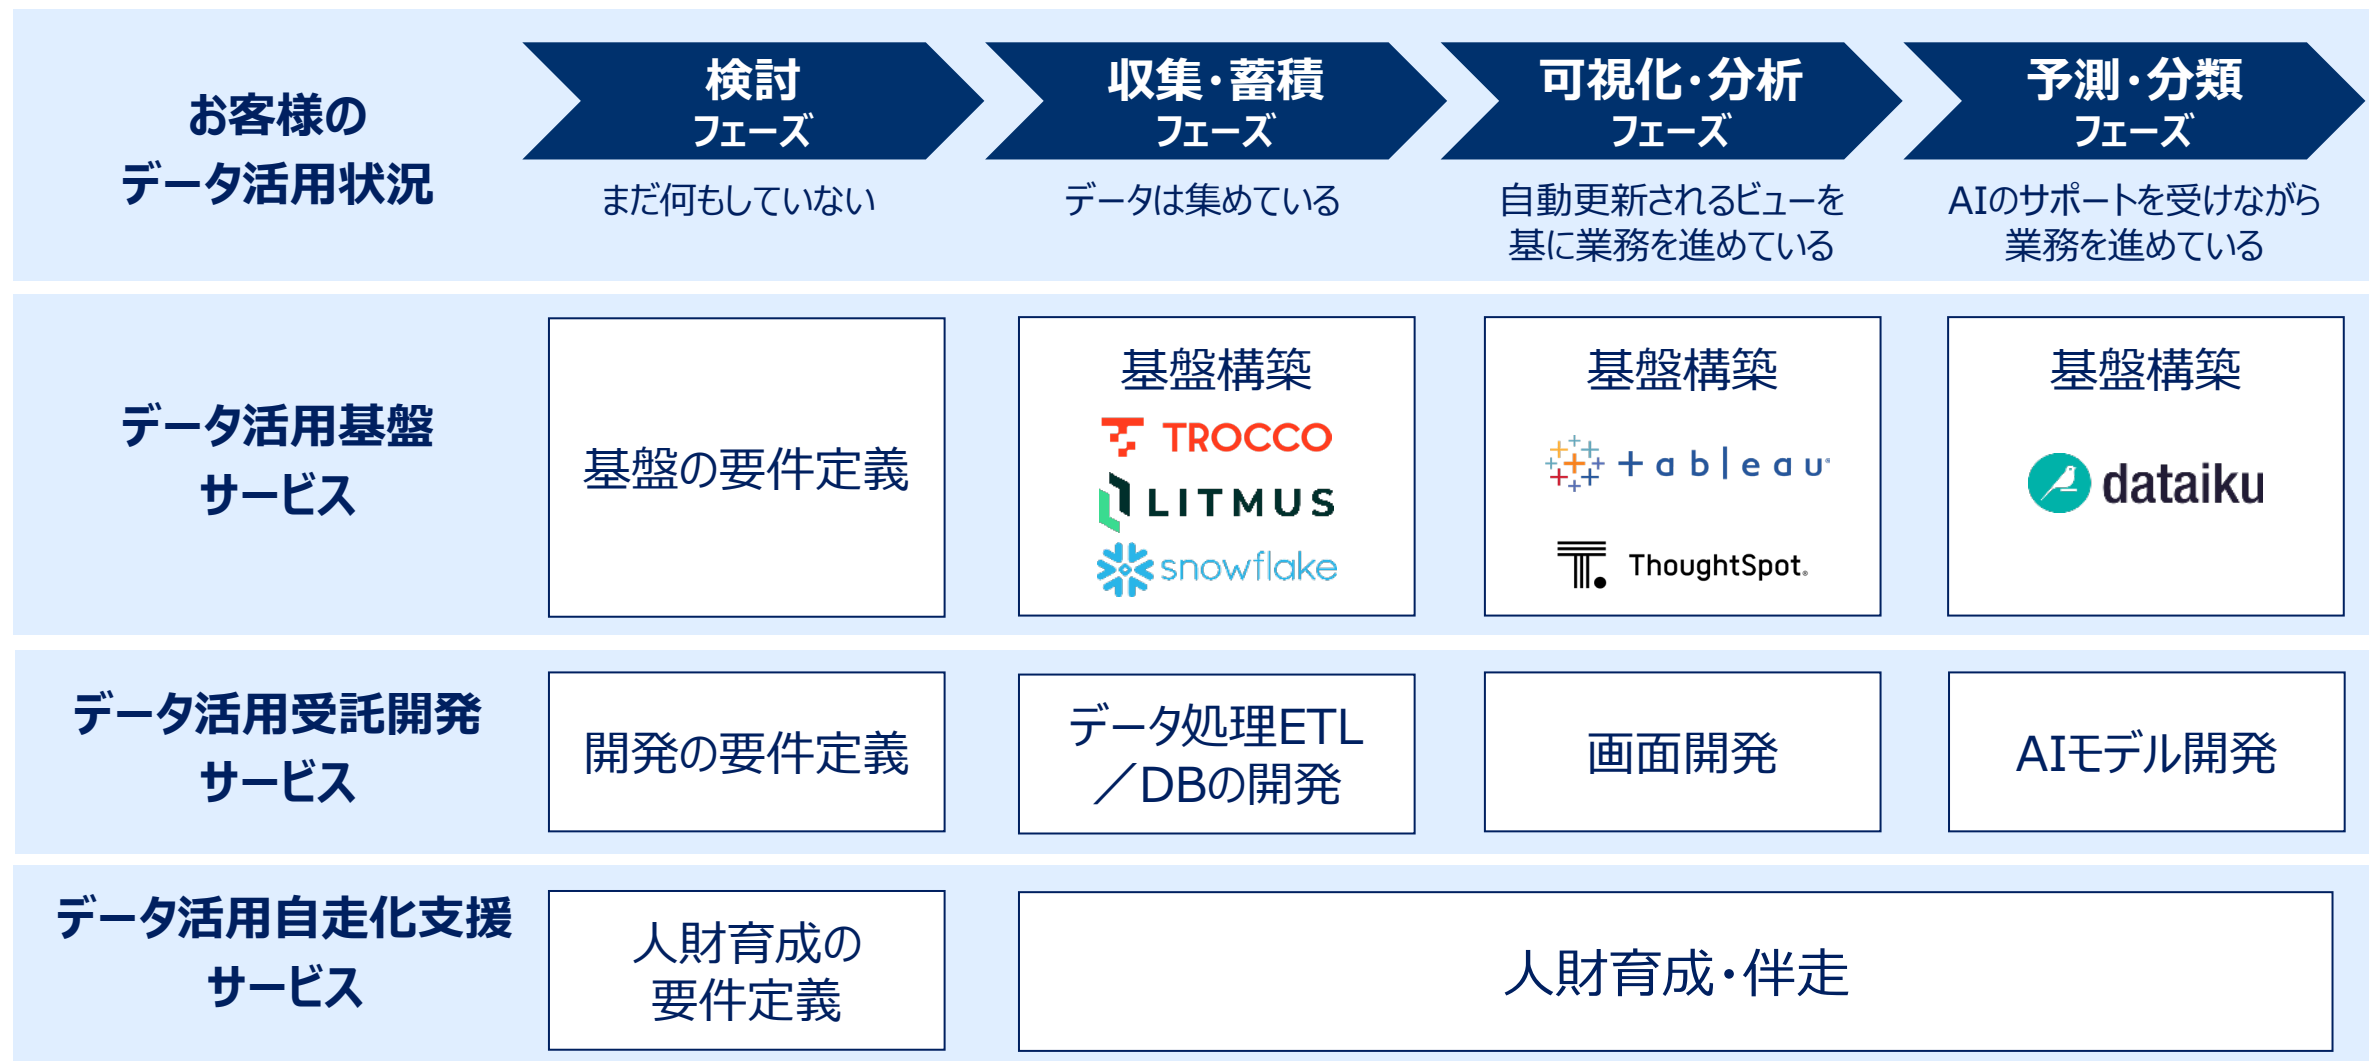 お客様の
データ活用状況
検討
フェーズ
収集・蓄積
フェーズ
可視化・分析
フェーズ
予測・分類
フェーズ
まだ何もしていない
データは集めている
自動更新されるビューを
基に業務を進めている
AIのサポートを受けながら
業務を進めている
データ活用基盤
サービス
基盤の要件定義
基盤構築
TROCCO
LITMUS
snowflake
基盤構築
+ableau
ThoughtSpot®
基盤構築
dataiku
データ活用受託開発
サービス
開発の要件定義
データ処理ETL
／DBの開発
画面開発
AIモデル開発
データ活用自走化支援
サービス
人財育成の
要件定義
人財育成・伴走